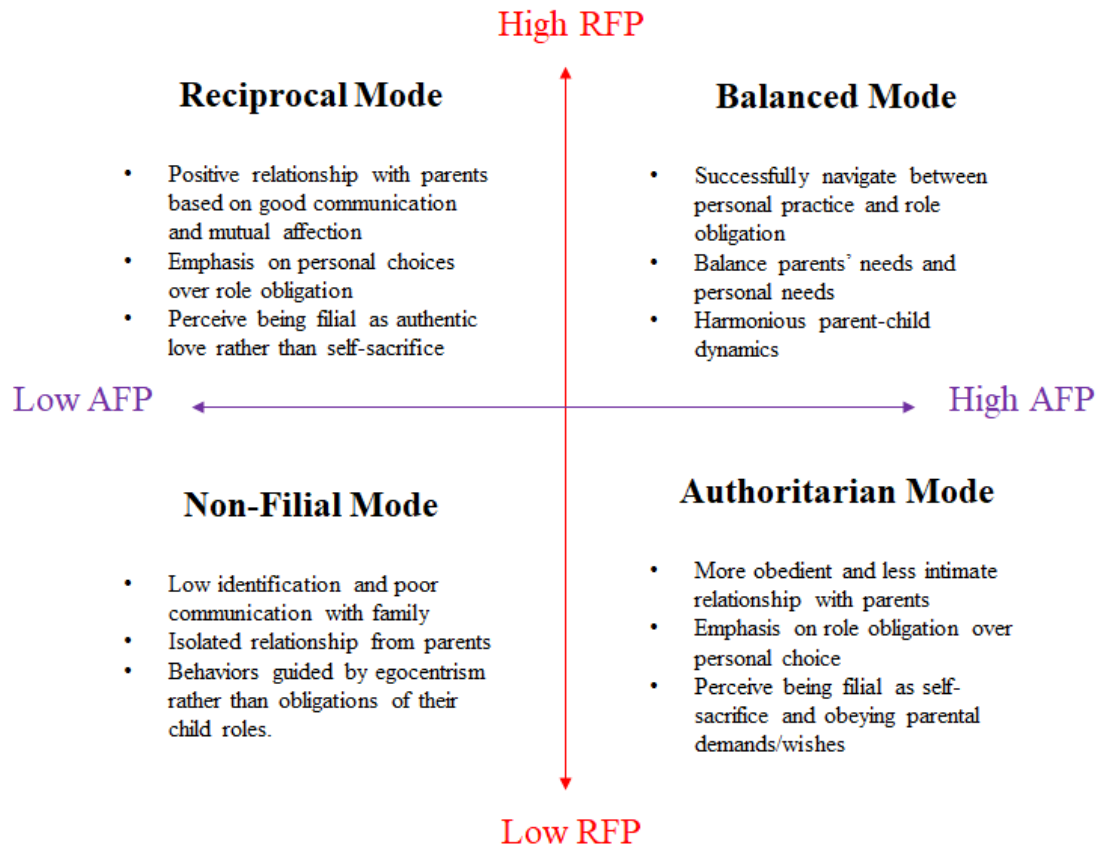 High RFP
Reciprocal Mode
• Positive relationship with parents
based on good communication
and mutual affection
• Emphasis on personal choices
over role obligation
• Perceive being filial as authentic
love rather than self-sacrifice
Balanced Mode
• Successfully navigate between
personal practice and role
obligation
• Balance parents’ needs and
personal needs
• Harmonious parent-child
dynamics
Low AFP
High AFP
Non-Filial Mode
• Low identification and poor
communication with family
• Isolated relationship from parents
• Behaviors guided by egocentrism
rather than obligations of their
child roles.
Authoritarian Mode
• More obedient and less intimate
relationship with parents
• Emphasis on role obligation over
personal choice
• Perceive being filial as self-
sacrifice and obeying parental
demands/wishes
Low RFP